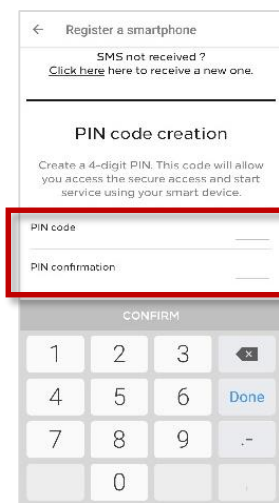 ← Register a smartphone
SMS not received ?
Click here here to receive a new one.
PIN code creation
Create a 4-digit PIN. This code will allow
you access the secure access and start
service using your smart device.
PIN code
PIN confirmation
CONFIRM
1 2 3
4 5 6 Done
7 8 9 .-
0 ,